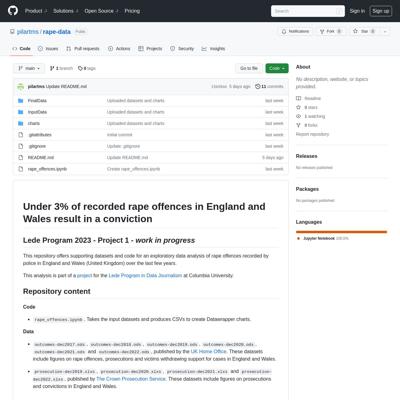 Product Solutions Open Source Pricing Search Sign in Sign up
pilartms / rape-data Public Notifications Fork 0 Star 0
Code Issues Pull requests Actions Projects Security Insights
main 1 branch 0 tags Go to file Code
pilartms Update README.md 5 days ago 11 commits
FinalData Uploaded datasets and charts last week
InputData Uploaded datasets and charts last week
charts Uploaded datasets and charts last week
.gitattributes Initial commit last week
.gitignore Update .gitignore last week
README.md Update README.md 5 days ago
rape_offences.ipynb Create rape_offences.ipynb last week
About
No description, website, or topics provided.
Readme
0 stars
1 watching
0 forks
Report repository
Releases
No releases published
Packages
No packages published
Languages
Jupyter Notebook 100.0%
Under 3% of recorded rape offences in England and
Wales result in a conviction
Lede Program 2023 - Project 1 - work in progress
This repository offers supporting datasets and code for an exploratory data analysis of rape offences recorded by
police in England and Wales (United Kingdom) over the last few years.
This analysis is part of a project for the Lede Program in Data Journalism at Columbia University.
Repository content
Code
rape_offences.ipynb , Takes the input datasets and produces CSVs to create Datawrapper charts.
Data
outcomes-dec2017.ods , outcomes-dec2018.ods , outcomes-dec2019.ods , outcomes-dec2020.ods ,
outcomes-dec2021.ods and outcomes-dec2022.ods , published by the UK Home Office. These datasets
include figures on rape offenses, prosecutions and victims withdrawing support for cases in England and Wales.
prosecution-dec2019.xlsx , prosecution-dec2020.xlsx , prosecution-dec2021.xlsx and prosecution-
dec2022.xlsx , published by The Crown Prosecution Service. These datasets include figures on prosecutions
and convictions in England and Wales.